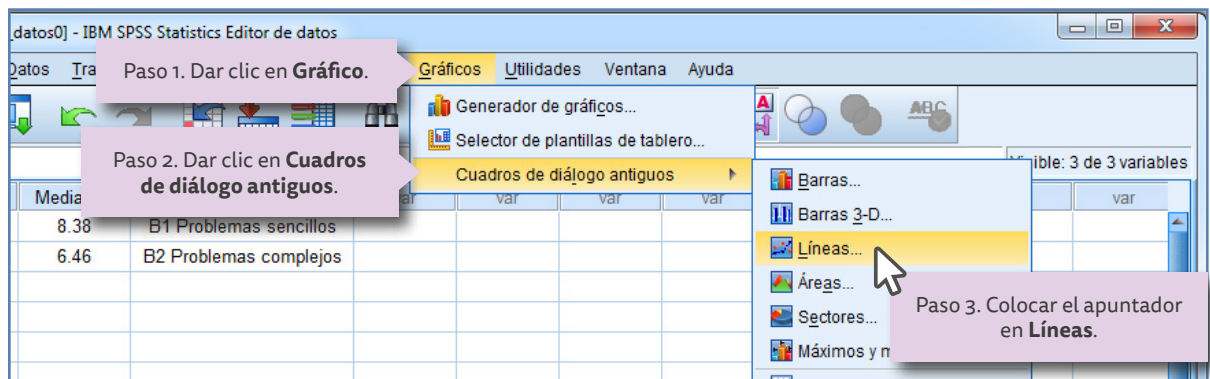 _datos0] - IBM SPSS Statistics Editor de datos
Datos Tra
Gráficos Utilidades Ventana Ayuda
Paso 1. Dar clic en Gráfico.
Generador de gráficos...
Selector de plantillas de tablero...
Cuadros de diálogo antiguos
Paso 2. Dar clic en Cuadros
de diálogo antiguos.
A
ABC
ible: 3 de 3 variables
Media
var var var var
8.38 B1 Problemas sencillos
6.46 B2 Problemas complejos
Barras...
Barras 3-D...
Líneas...
Áreas...
Sectores...
Máximos y m
Paso 3. Colocar el apuntador
en Líneas.